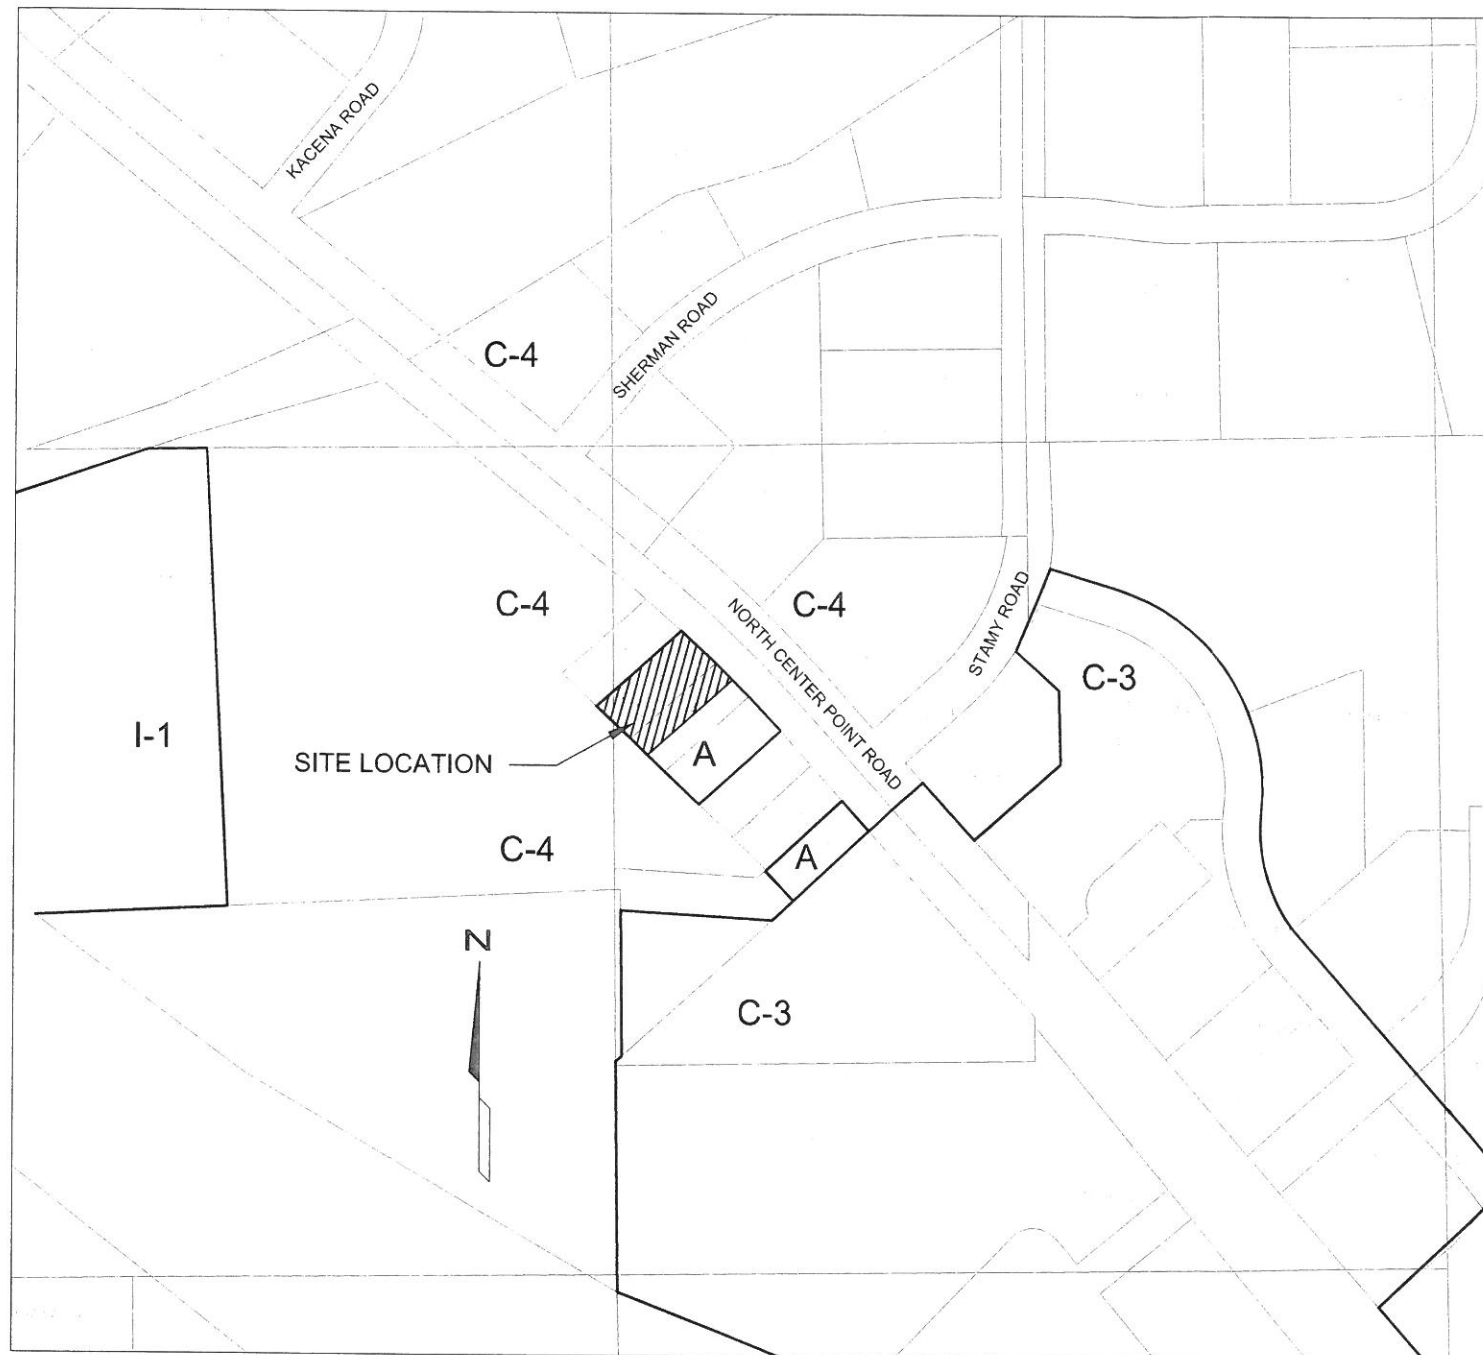 KACENA ROAD
C-4
SHERMAN ROAD
C-4
NORTH CENTER POINT ROAD
C-4
STAMY ROAD
C-3
I-1
SITE LOCATION
A
C-4
A
N
C-3